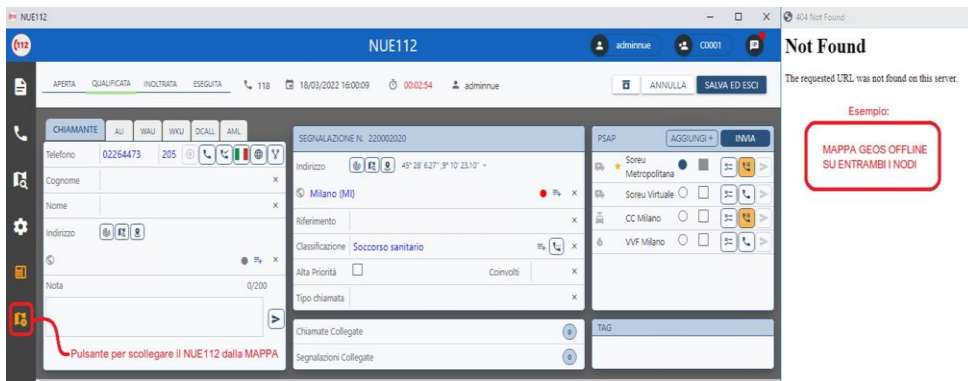 NUE112
404 Not Found
112
NUE112
adminnue
C0001
Not Found
The requested URL was not found on this server.
APERTA QUALIFICATA INOLTRATA ESEGUITA 118 18/03/2022 16:00:09 00:02:54 adminnue ANNULLA SALVA ED ESCI
Esempio:
MAPPA GEOS OFFLINE
SU ENTRAMBI I NODI
CHIAMANTE ALI WAU WKU DCALL AML
Telefono 02264473 205
Cognome
Nome
Indirizzo
Nota 0/200
Pulsante per scollegare il NUE112 dalla MAPPA
SEGNALAZIONE N. 220002020
Indirizzo 45° 28' 6.27" ,9° 10' 23.10"
Milano (MI)
Riferimento
Classificazione Soccorso sanitario
Alta Priorità Coinvolti
Tipo chiamata
Chiamate Collegate 0
Segnalazioni Collegate 0
PSAP AGGIUNGI + INVIA
Soreu
Metropolitana
Soreu Virtuale
CC Milano
VVF Milano
TAG